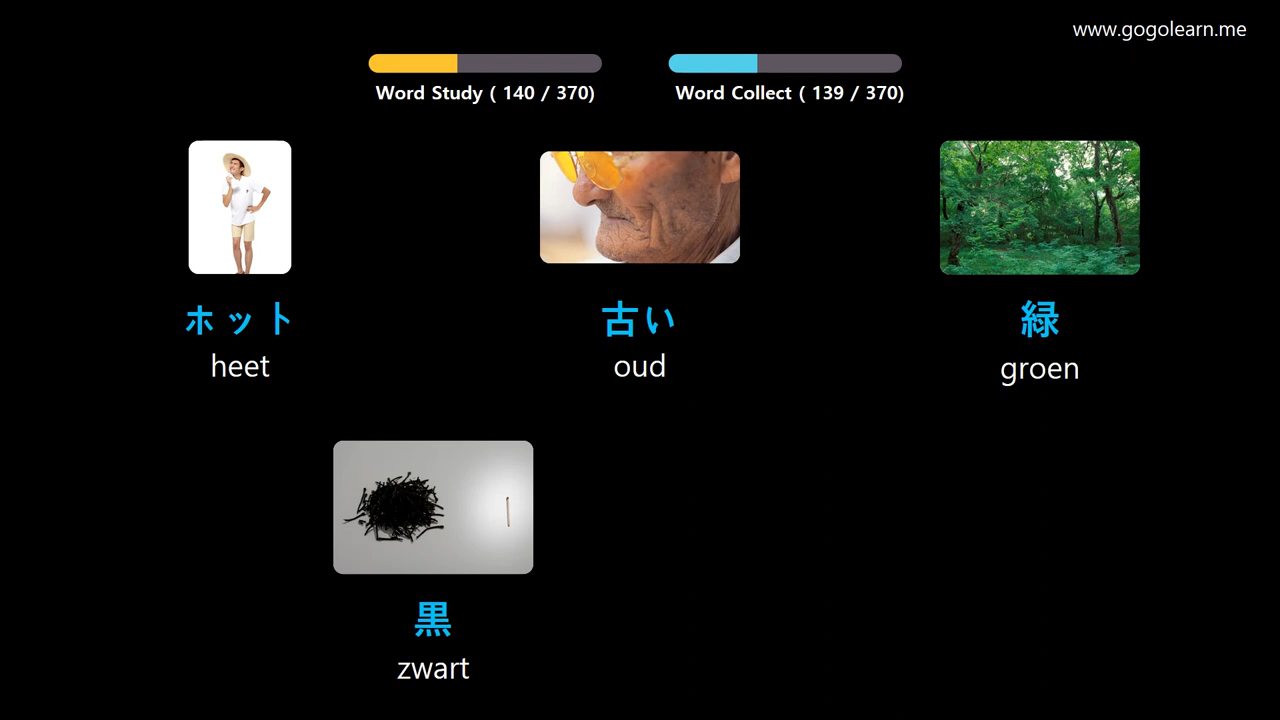 www.gogolearn.me
Word Study ( 140 / 370)
Word Collect ( 139 / 370)
ホット
heet
古い
oud
緑
groen
黒
zwart